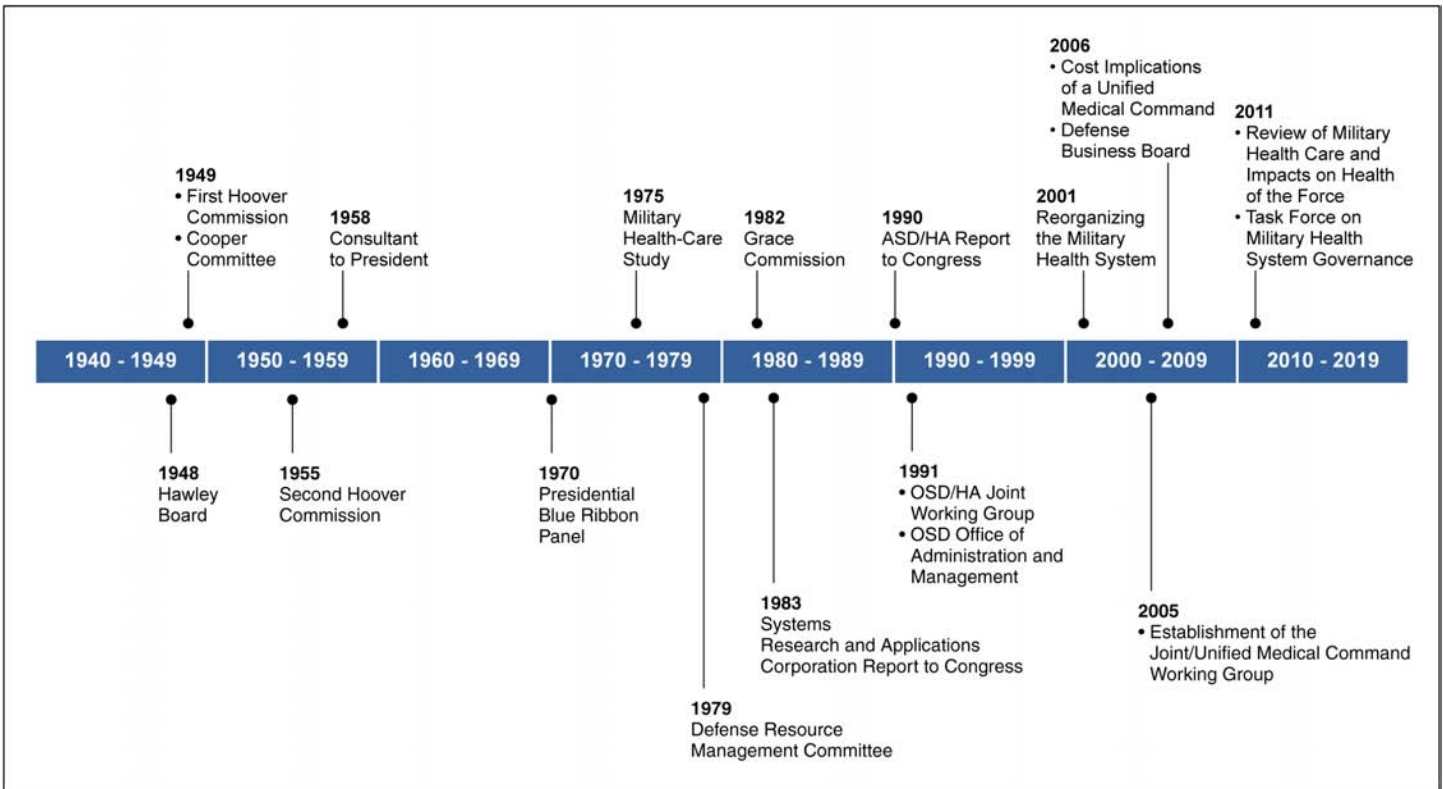 2006
• Cost Implications
of a Unified
Medical Command
• Defense
Business Board
2011
• Review of Military
Health Care and
Impacts on Health
of the Force
• Task Force on
Military Health
System Governance
1949
• First Hoover
Commission
• Cooper
Committee
1958
Consultant
to President
1975
Military
Health-Care
Study
1982
Grace
Commission
1990
ASD/HA Report
to Congress
2001
Reorganizing
the Military
Health System
1940 - 1949
1950 - 1959
1960 - 1969
1970 - 1979
1980 - 1989
1990 - 1999
2000 - 2009
2010 - 2019
1948
Hawley
Board
1955
Second Hoover
Commission
1970
Presidential
Blue Ribbon
Panel
1991
• OSD/HA Joint
Working Group
• OSD Office of
Administration and
Management
1983
Systems
Research and Applications
Corporation Report to Congress
2005
• Establishment of the
Joint/Unified Medical Command
Working Group
1979
Defense Resource
Management Committee